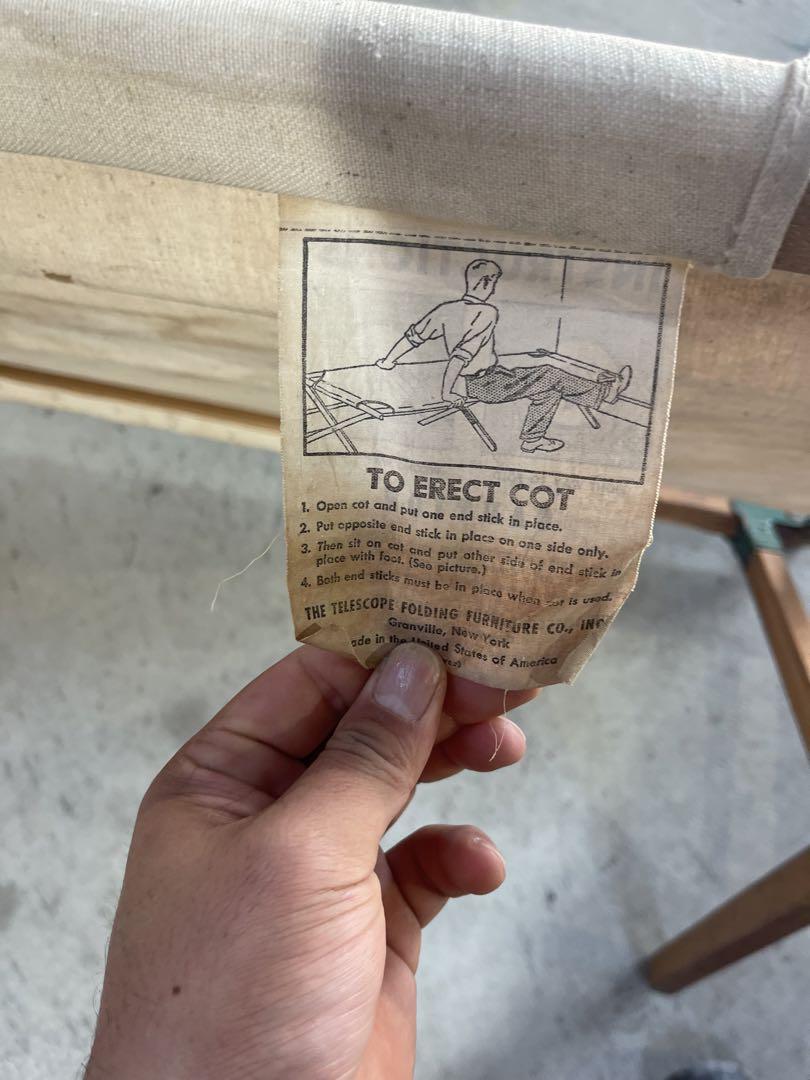 TO ERECT COT
1. Open cot and put one end stick in place.
2. Put opposite end stick in place on one side only.
3. Then sit on cot and put other side of end stick in
place with foot. (See picture.)
4. Both end sticks must be in place when cot is used.
THE TELESCOPE FOLDING FURNITURE CO., INC
Granville, New York
ade in the United States of America